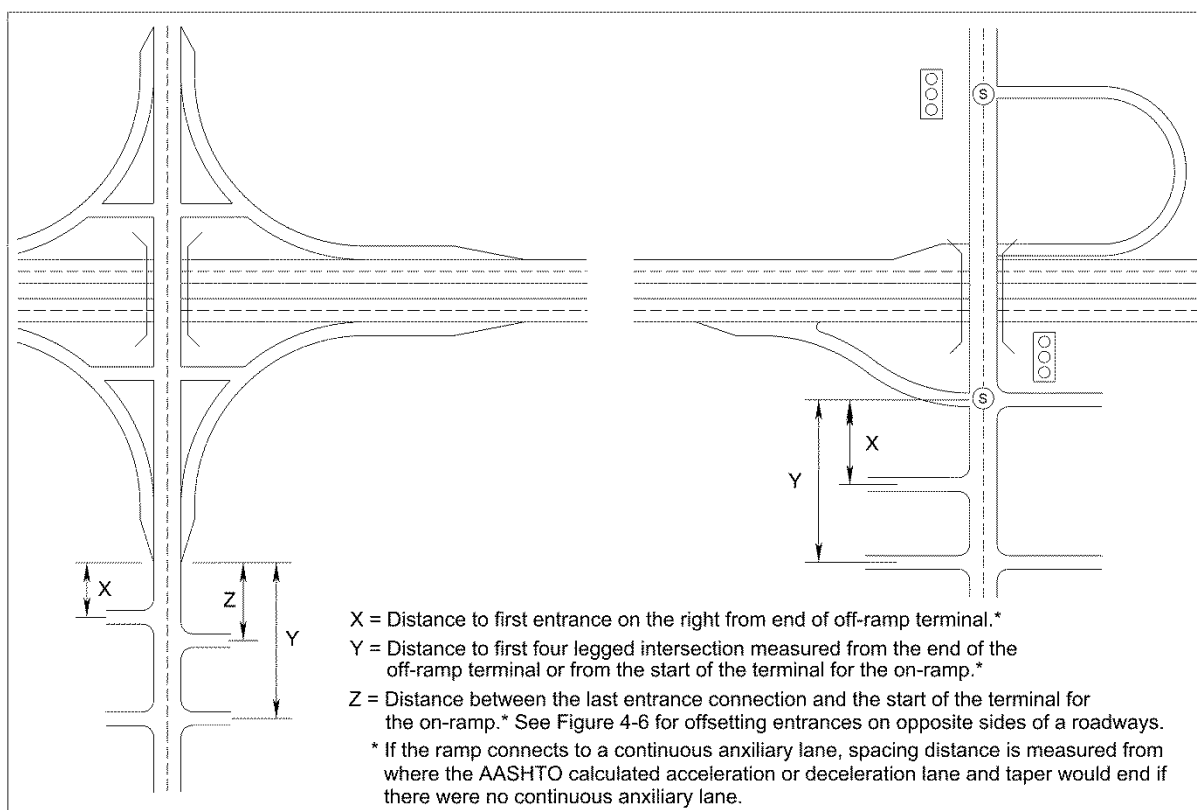 S
S
X
Y
X
Z
Y
X = Distance to first entrance on the right from end of off-ramp terminal.*
Y = Distance to first four legged intersection measured from the end of the
off-ramp terminal or from the start of the terminal for the on-ramp.*
Z = Distance between the last entrance connection and the start of the terminal for
the on-ramp.* See Figure 4-6 for offsetting entrances on opposite sides of a roadways.
* If the ramp connects to a continuous anxiliary lane, spacing distance is measured from
where the AASHTO calculated acceleration or deceleration lane and taper would end if
there were no continuous anxiliary lane.